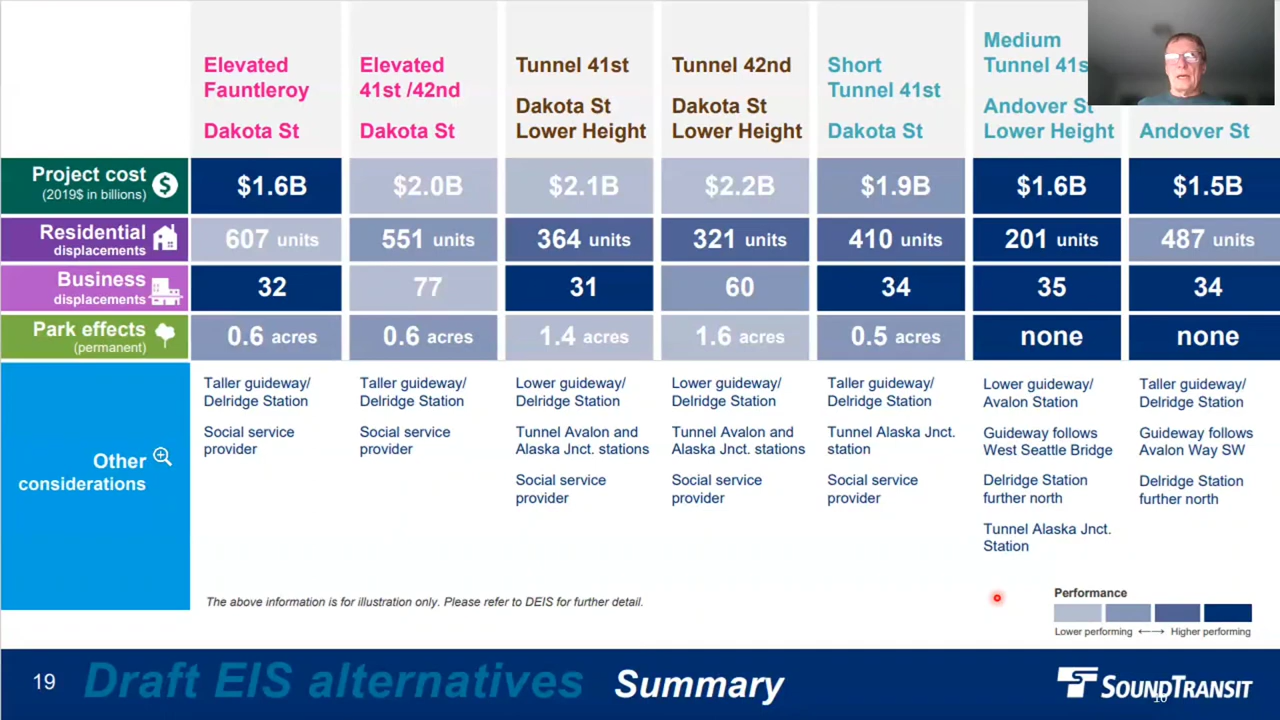 Elevated
Fauntleroy
Dakota St
Elevated
41st /42nd
Dakota St
Tunnel 41st
Dakota St
Lower Height
Tunnel 42nd
Dakota St
Lower Height
Short
Tunnel 41st
Dakota St
Medium
Tunnel
Andover St
Lower Height
Andover St
Project cost
(2019$ in billions)
$
$1.6B
$2.0B
$2.1B
$2.2B
$1.9B
$1.6B
$1.5B
Residential
displacements
607 units
551 units
364 units
321 units
410 units
201 units
487 units
Business
displacements
32
77
31
60
34
35
34
Park effects
(permanent)
0.6 acres
0.6 acres
1.4 acres
1.6 acres
0.5 acres
none
none
Other
considerations
Taller guideway/
Delridge Station
Social service
provider
Taller guideway/
Delridge Station
Social service
provider
Lower guideway/
Delridge Station
Tunnel Avalon and
Alaska Jnct. stations
Social service
provider
Lower guideway/
Delridge Station
Tunnel Avalon and
Alaska Jnct. stations
Social service
provider
Taller guideway/
Delridge Station
Tunnel Alaska Jnct.
station
Social service
provider
Lower guideway/
Avalon Station
Guideway follows
West Seattle Bridge
Delridge Station
further north
Tunnel Alaska Jnct.
Station
Taller guideway/
Delridge Station
Guideway follows
Avalon Way SW
Delridge Station
further north
The above information is for illustration only. Please refer to DEIS for further detail.
Performance
Lower performing ←→ Higher performing
19
Draft EIS alternatives Summary
SOUNDTRANSIT